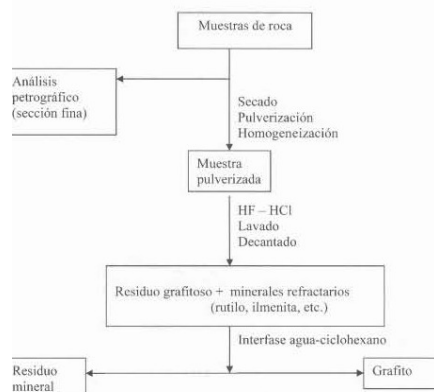 Muestras de roca
Análisis
petrográfico
(sección fina)
Secado
Pulverización
Homogeneización
Muestra
pulverizada
HF – HCl
Lavado
Decantado
Residuo grafitoso + minerales refractarios
(rutilo, ilmenita, etc.)
Interfase agua-ciclohexano
Residuo
mineral
Grafito